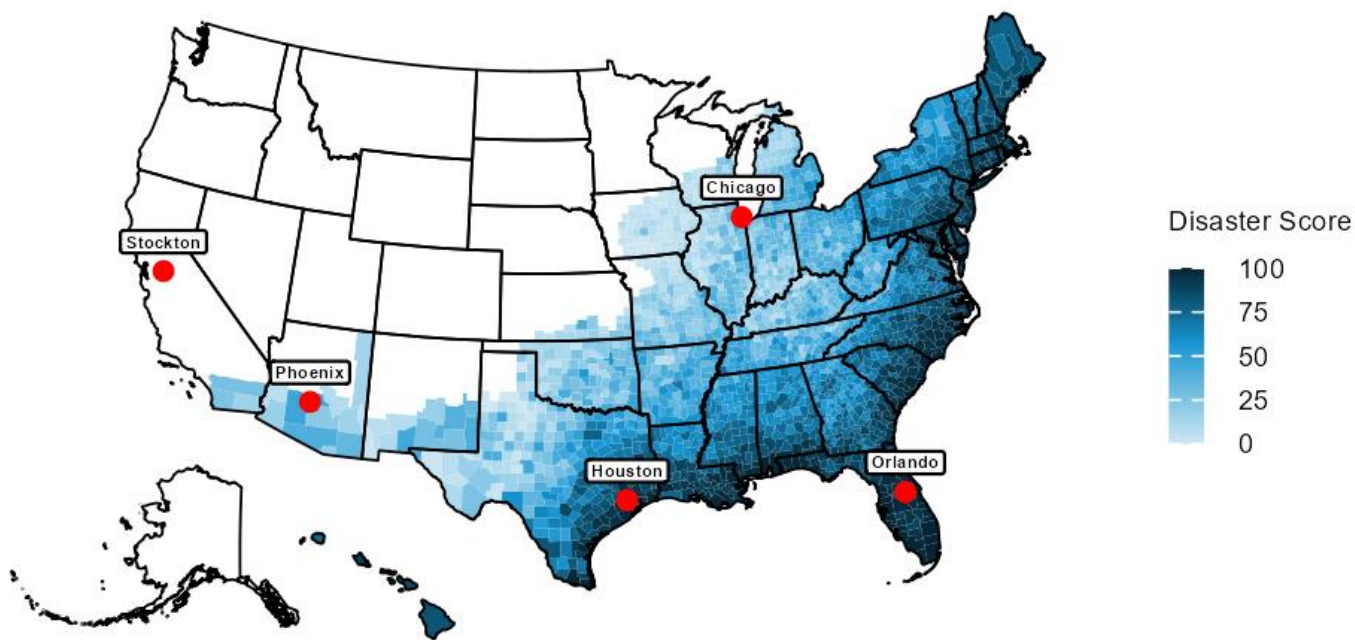 Chicago
Disaster Score
Stockton
100
75
50
Phoenix
25
0
Orlando
Houston